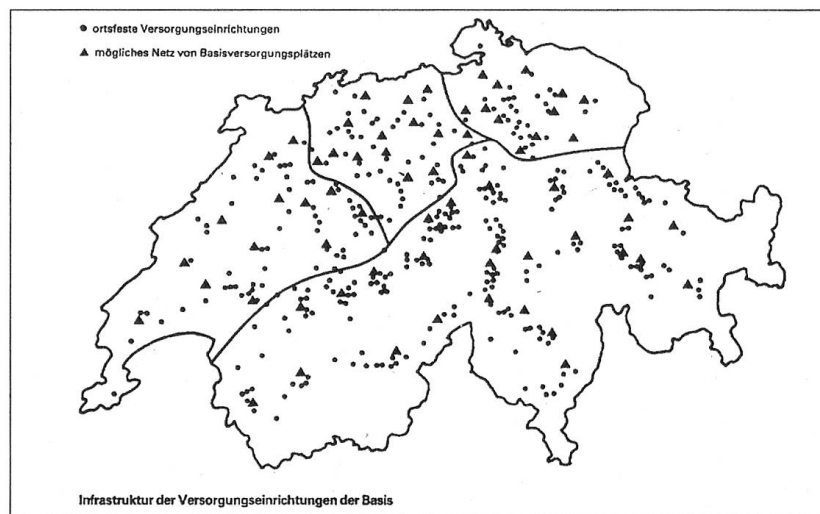 ortsfeste Versorgungseinrichtungen
mögliches Netz von Basisversorgungsplätzen
Infrastruktur der Versorgungseinrichtungen der Basis